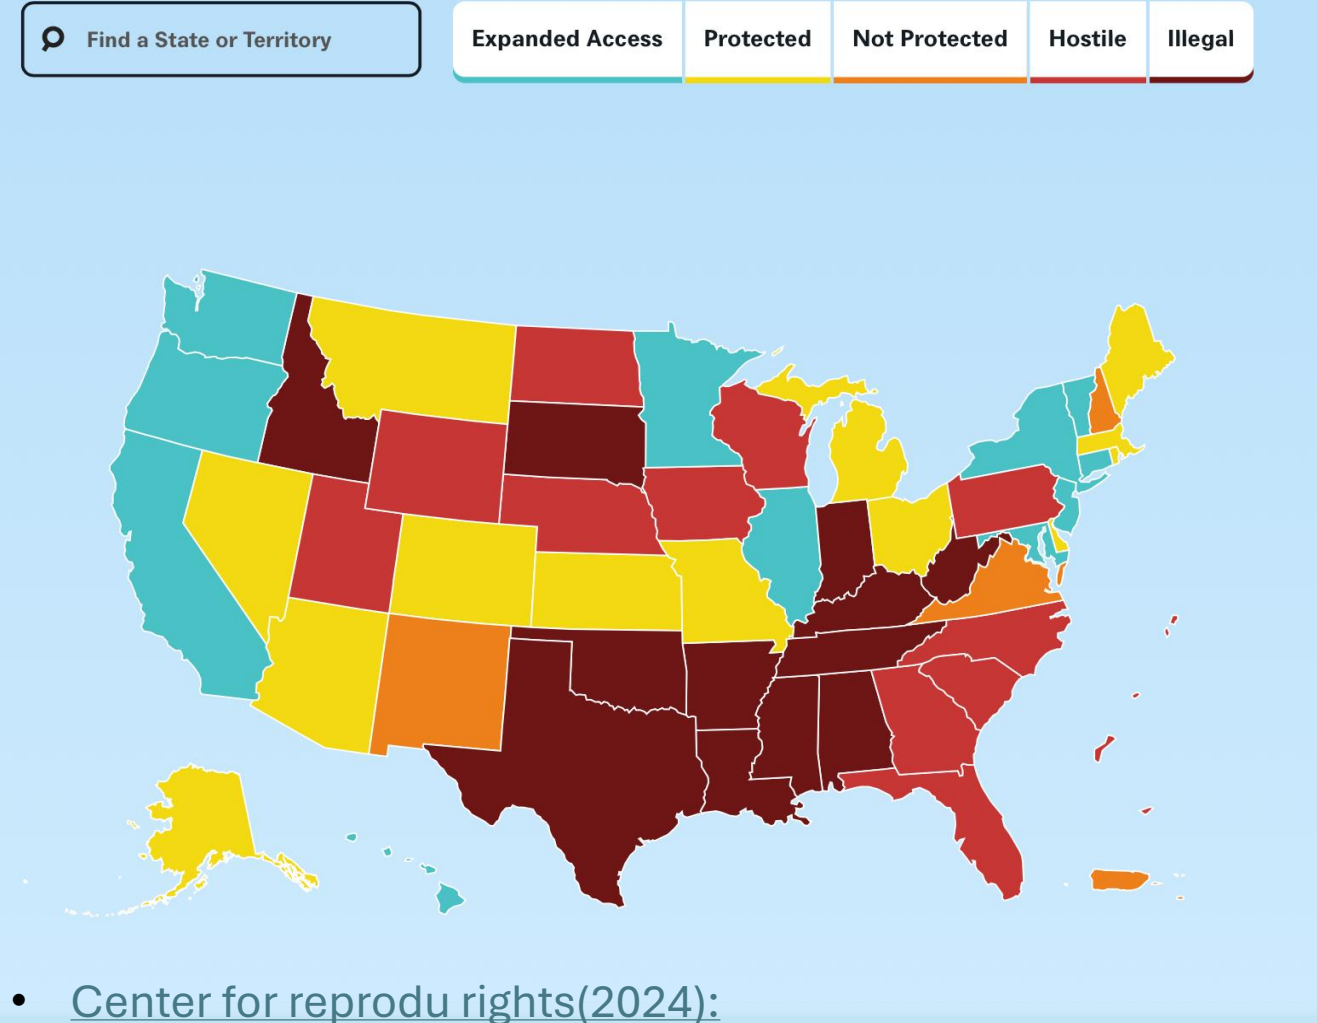 Find a State or Territory
Expanded Access Protected Not Protected Hostile Illegal
• Center for reprodu rights(2024):